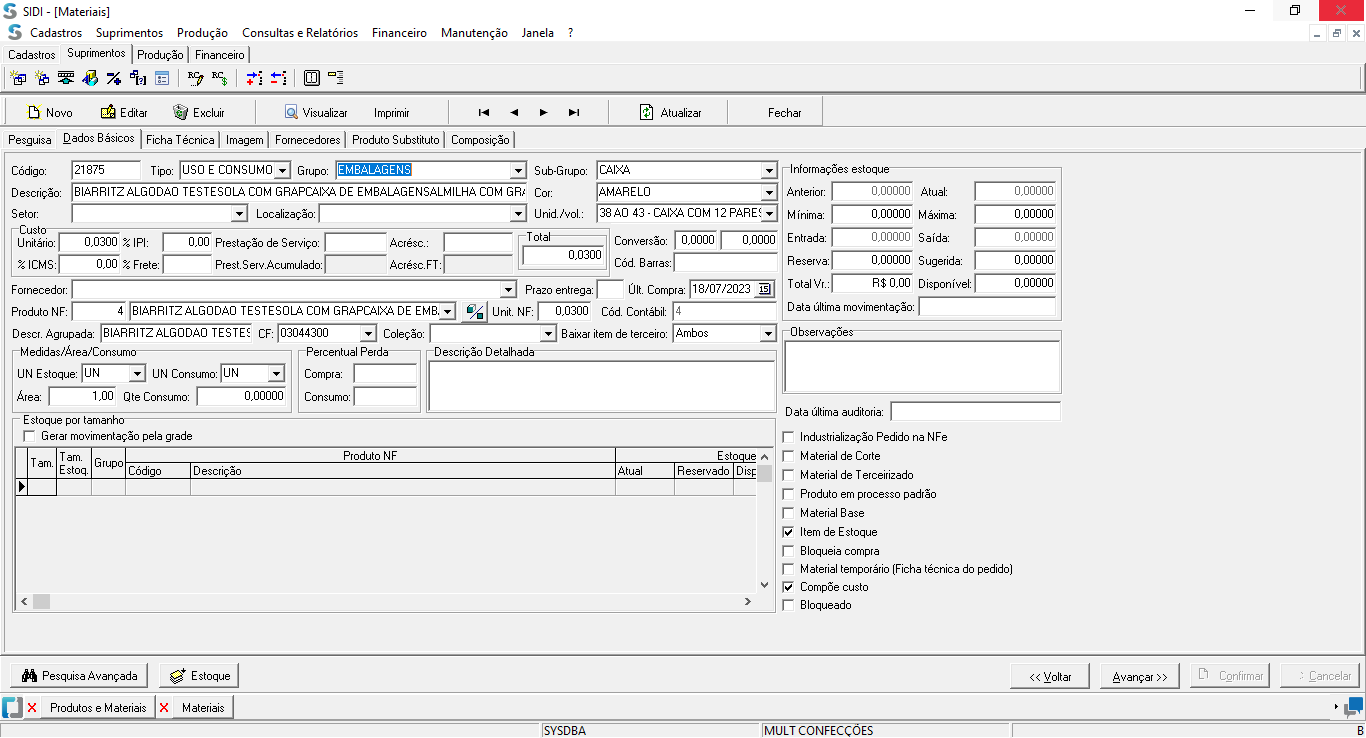 SIDI - [Materiais]
Cadastros Suprimentos Produção Consultas e Relatórios Financeiro Manutenção Janela ?
Cadastros Suprimentos Produção Financeiro
Novo Editar Excluir Visualizar Imprimir Atualizar Fechar
Pesquisa Dados Básicos Ficha Técnica Imagem Fornecedores Produto Substituto Composição
Código: 21875 Tipo: USO E CONSUMO Grupo: EMBALAGENS Sub-Grupo: CAIXA
Descrição: BIARRITZ ALGODAO TESTESOLA COM GRAPCAIXA DE EMBALAGENSALMILHA COM GRA Cor: AMARELO
Setor: Localização: Unid./vol.: 38 AO 43 - CAIXA COM 12 PARES
Custo
Unitário: 0,0300 % IPI: 0,00 Prestação de Serviço: Acrésc.: Total 0,0300 Conversão: 0,0000 0,0000
% ICMS: 0,00 % Frete: Prest.Serv.Acumulado: Acrésc.FT: Cód. Barras:
Fornecedor: Prazo entrega: Últ. Compra: 18/07/2023 15
Produto NF: 4 BIARRITZ ALGODAO TESTESOLA COM GRAPCAIXA DE EMB. Unit. NF: 0,0300 Cód. Contábil: 4
Descr. Agrupada: BIARRITZ ALGODAO TESTES CF: 03044300 Coleção: Baixar item de terceiro: Ambos
Medidas/Área/Consumo
UN Estoque: UN UN Consumo: UN
Área: 1,00 Qte Consumo: 0,00000
Percentual Perda
Compra:
Consumo:
Descrição Detalhada
Estoque por tamanho
Gerar movimentação pela grade
Tam. Tam. Estoq. Grupo Produto NF Estoque
Código Descrição Atual Reservado Disp
Informações estoque
Anterior: 0,00000 Atual: 0,00000
Mínima: 0,00000 Máxima: 0,00000
Entrada: 0,00000 Saída: 0,00000
Reserva: 0,00000 Sugerida: 0,00000
Total Vr.: R$ 0,00 Disponível: 0,00000
Data última movimentação:
Observações
Data última auditoria:
Industrialização Pedido na NFe
Material de Corte
Material de Terceirizado
Produto em processo padrão
Material Base
Item de Estoque
Bloqueia compra
Material temporário (Ficha técnica do pedido)
Compõe custo
Bloqueado
Pesquisa Avançada Estoque << Voltar Avançar >> Confirmar Cancelar
Produtos e Materiais Materiais
SYSDBA MULT CONFECÇÕES B